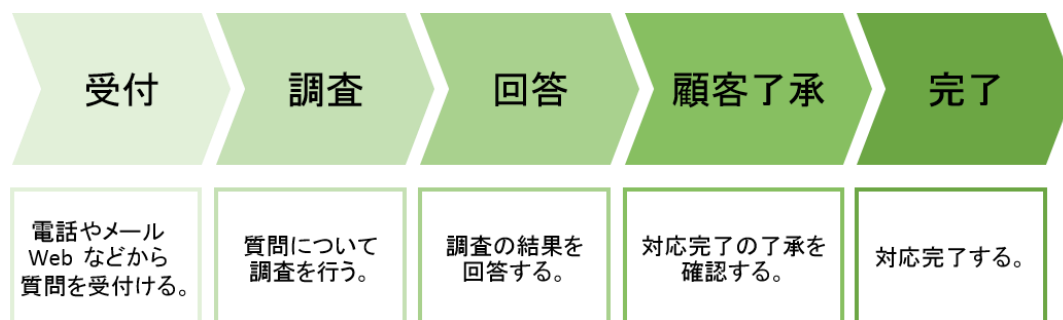 受付
調査
回答
顧客了承
完了
電話やメール
Web などから
質問を受付ける。
質問について
調査を行う。
調査の結果を
回答する。
対応完了の了承を
確認する。
対応完了する。